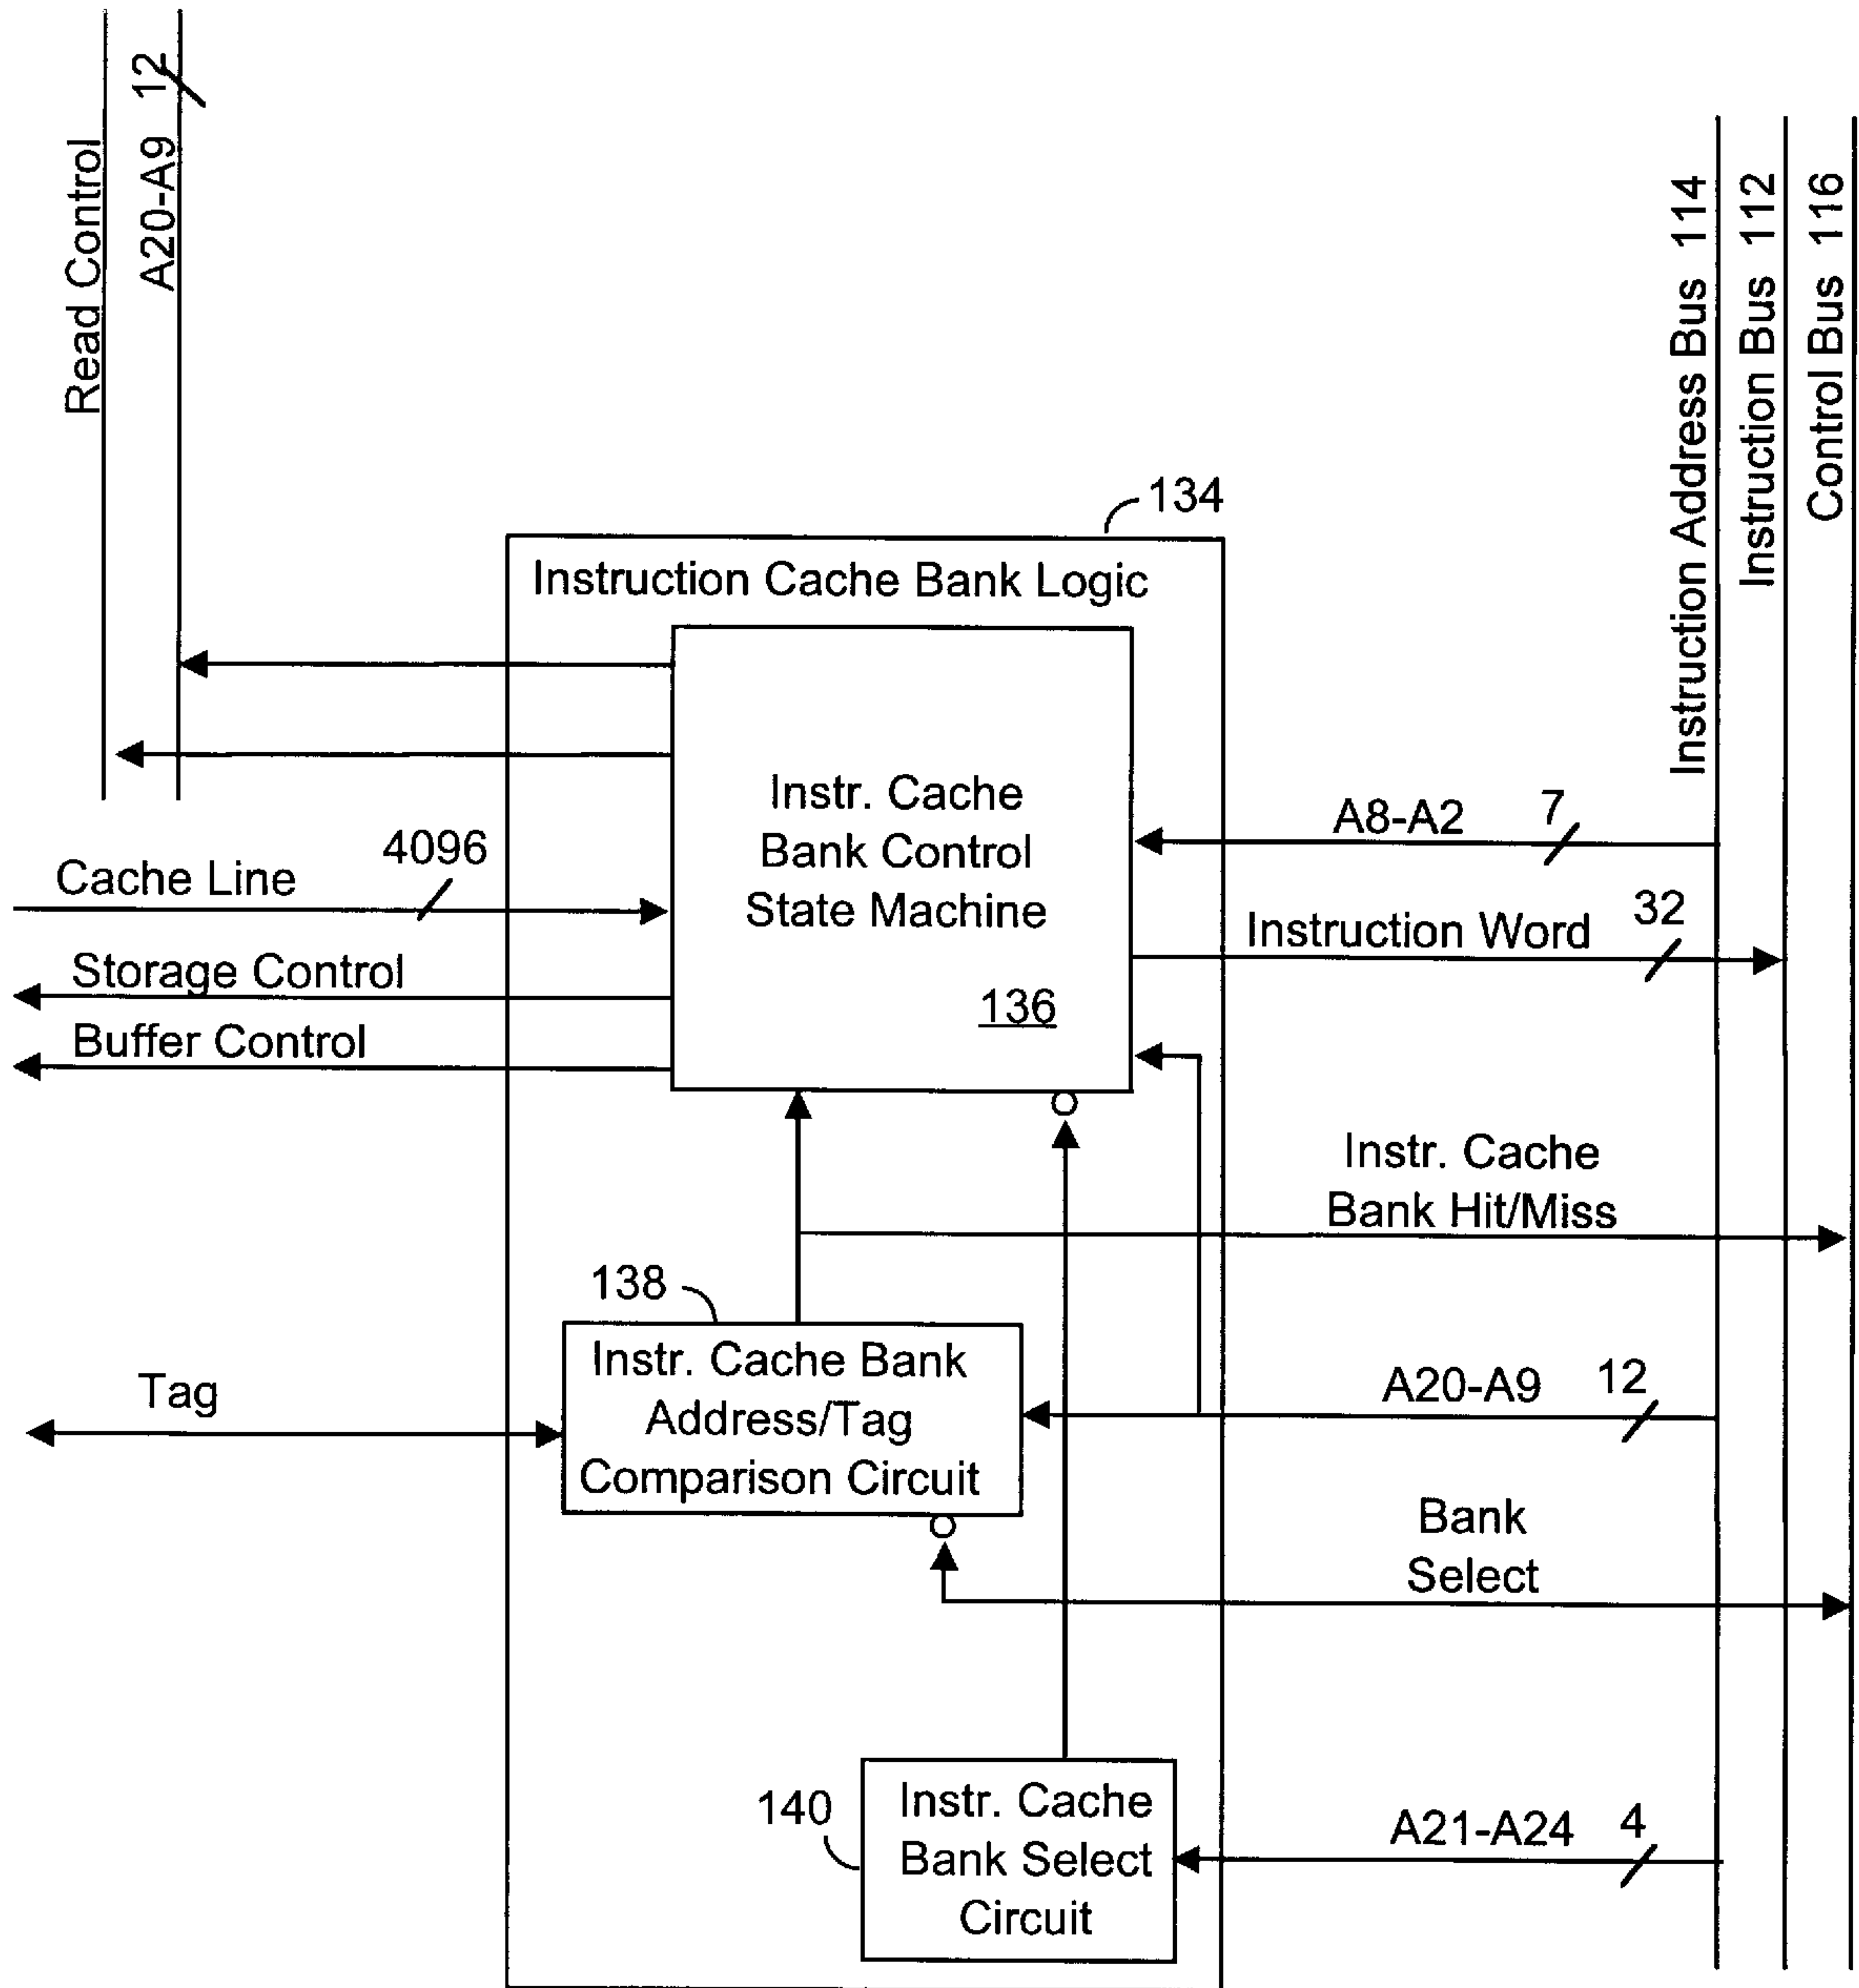 Read Control
A20-A9 12
Instruction Address Bus 114
Instruction Bus 112
Control Bus 116
134
Instruction Cache Bank Logic
Instr. Cache
Bank Control
State Machine
136
A8-A2 7
Cache Line 4096
Instruction Word 32
Storage Control
Buffer Control
Instr. Cache
Bank Hit/Miss
138
Instr. Cache Bank
Address/Tag
Comparison Circuit
Tag
A20-A9 12
Bank
Select
140
Instr. Cache
Bank Select
Circuit
A21-A24 4